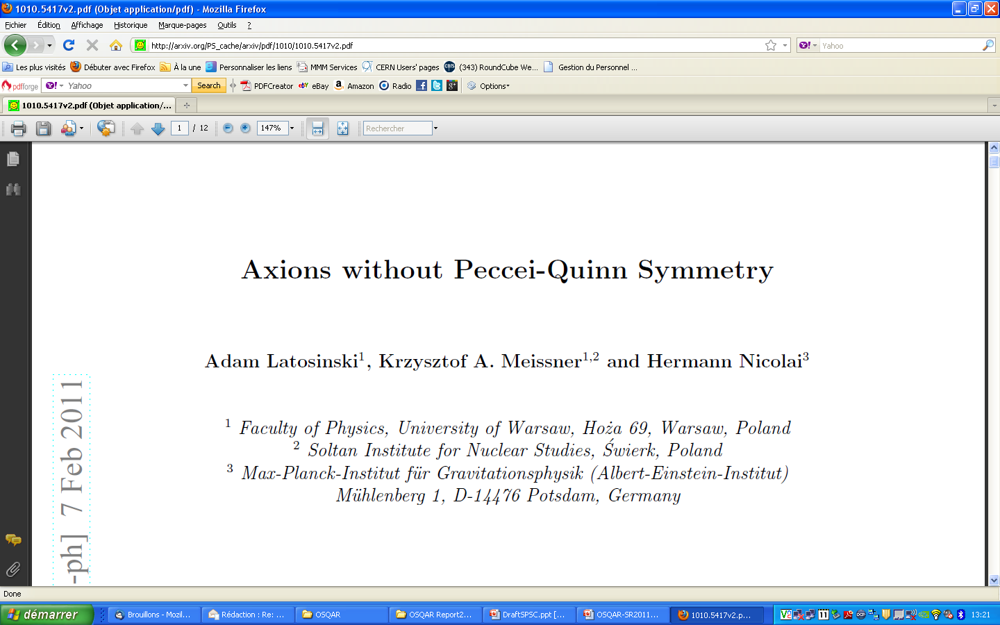 1010.5417v2.pdf (Objet application/pdf) - Mozilla Firefox
Fichier Édition Affichage Historique Marque-pages Outils ?
http://arxiv.org/PS_cache/arxiv/pdf/1010/1010.5417v2.pdf
Yahoo
Les plus visités Débuter avec Firefox À la une Personnaliser les liens MMM Services CERN Users' pages (343) RoundCube We... Gestion du Personnel ...
pdfforge Yahoo Search PDFCreator eBay Amazon Radio Options
1010.5417v2.pdf (Objet application/...
1 / 12 147% Rechercher
Axions without Peccei-Quinn Symmetry
Adam Latosinski1, Krzysztof A. Meissner1,2 and Hermann Nicolai3
1 Faculty of Physics, University of Warsaw, Hoża 69, Warsaw, Poland
2 Soltan Institute for Nuclear Studies, Świerk, Poland
3 Max-Planck-Institut für Gravitationsphysik (Albert-Einstein-Institut)
Mühlenberg 1, D-14476 Potsdam, Germany
-ph] 7 Feb 2011
Done
démarrer Brouillons - Mozil... Rédaction : Re: ... OSQAR OSQAR Report2... DraftSPSC.ppt [... OSQAR-SR2011... 1010.5417v2.p... 13:21